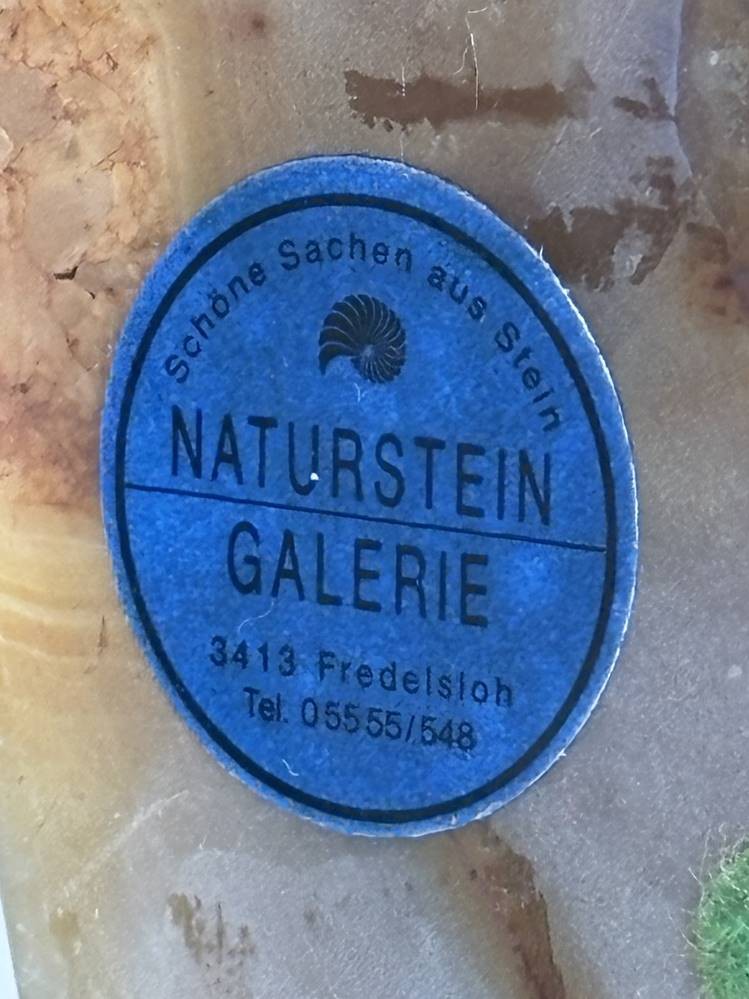 Schöne Sachen aus Stein
NATURSTEIN
GALERIE
3413 Fredelsloh
Tel. 05555/548